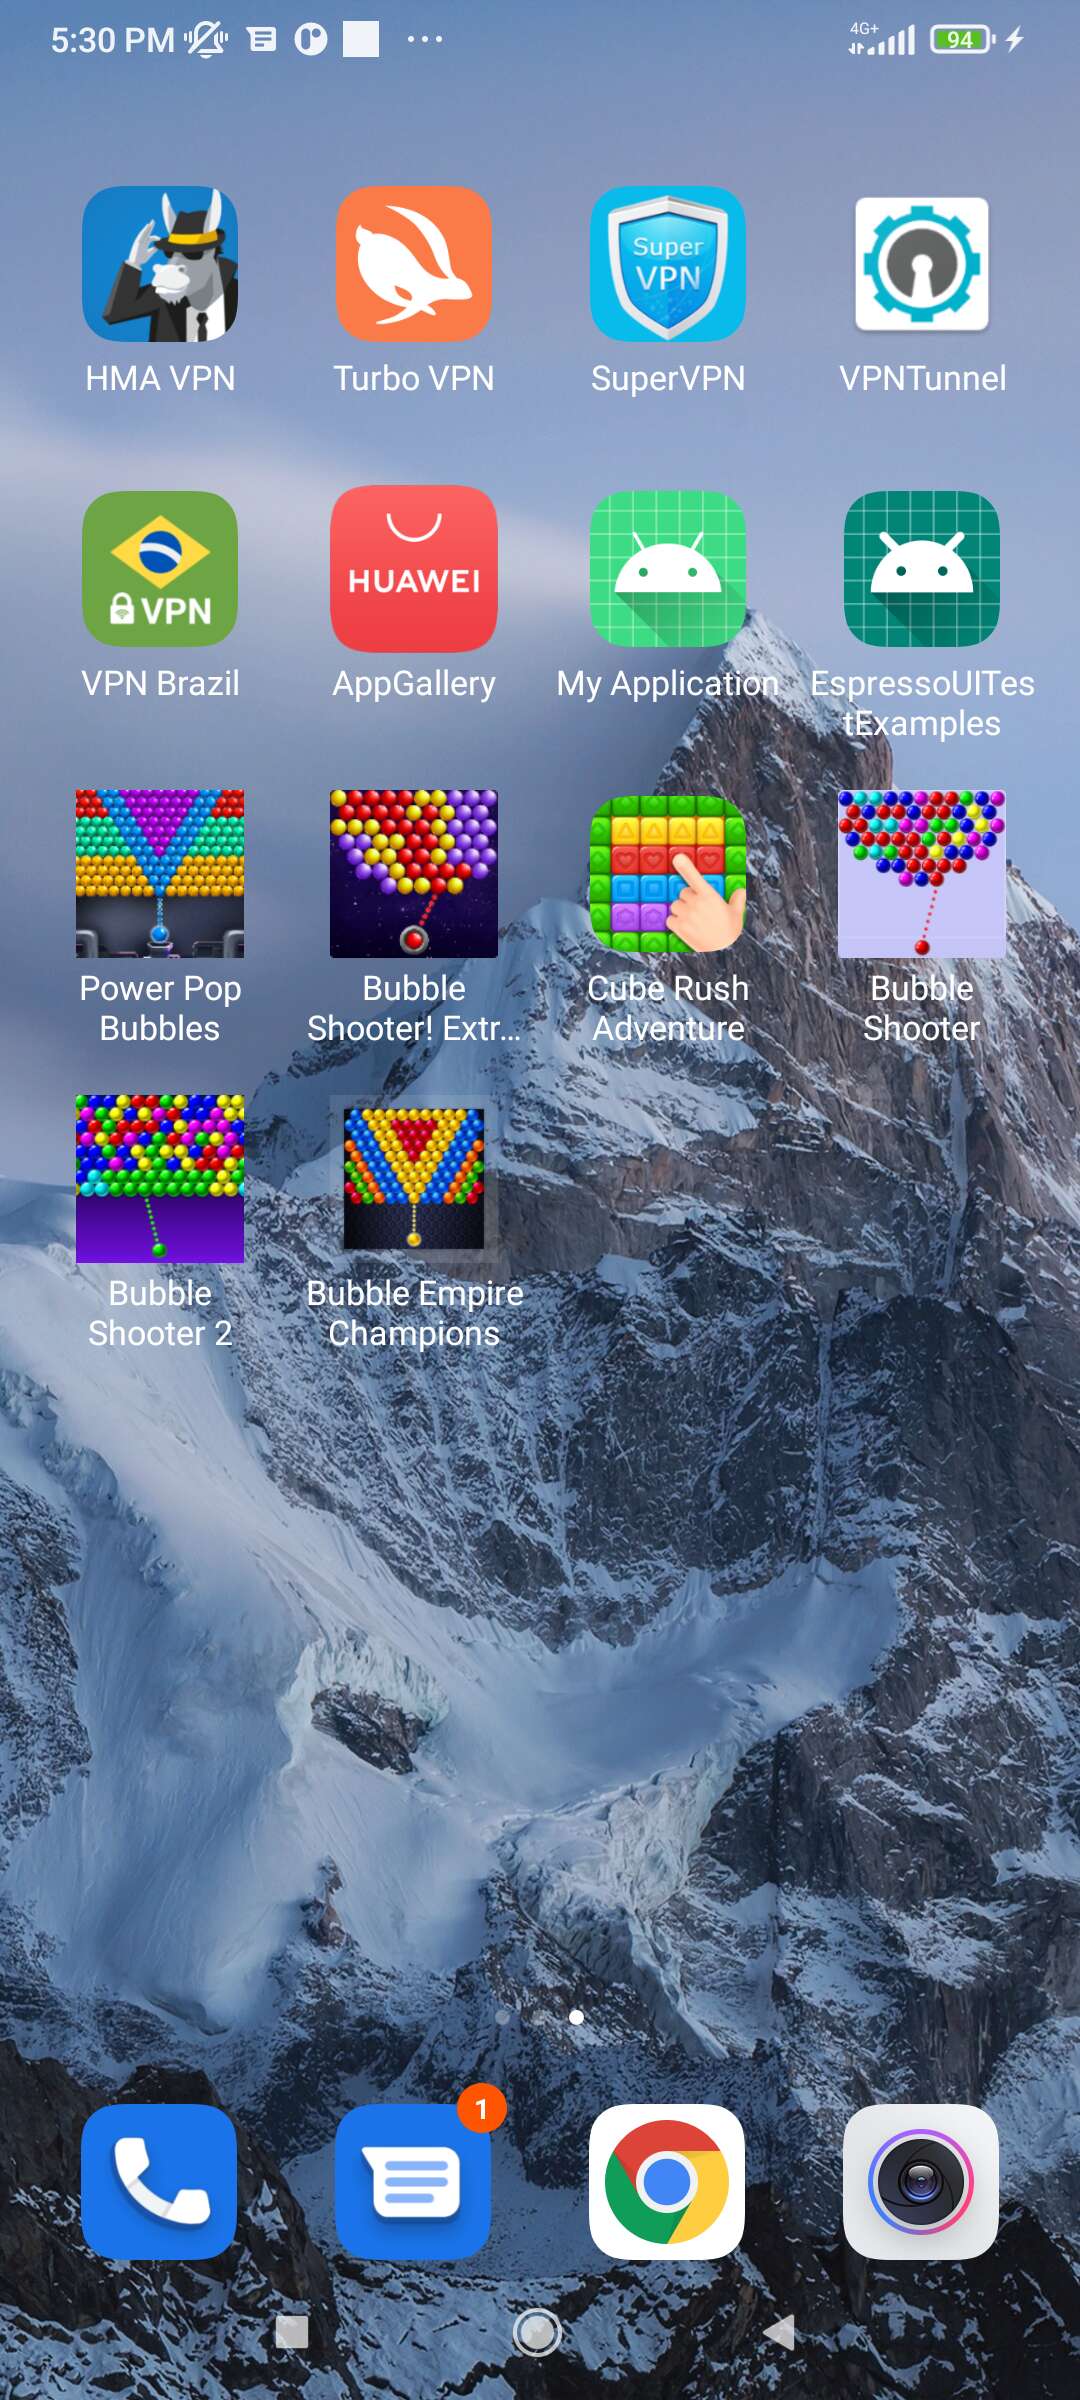 5:30 PM
4G+
94
Super
VPN
HMA VPN
Turbo VPN
SuperVPN
VPNTunnel
VPN
HUAWEI
VPN Brazil
AppGallery
My Application
EspressoUITes
tExamples
Power Pop
Bubbles
Bubble
Shooter! Extr...
Cube Rush
Adventure
Bubble
Shooter
Bubble
Shooter 2
Bubble Empire
Champions
1